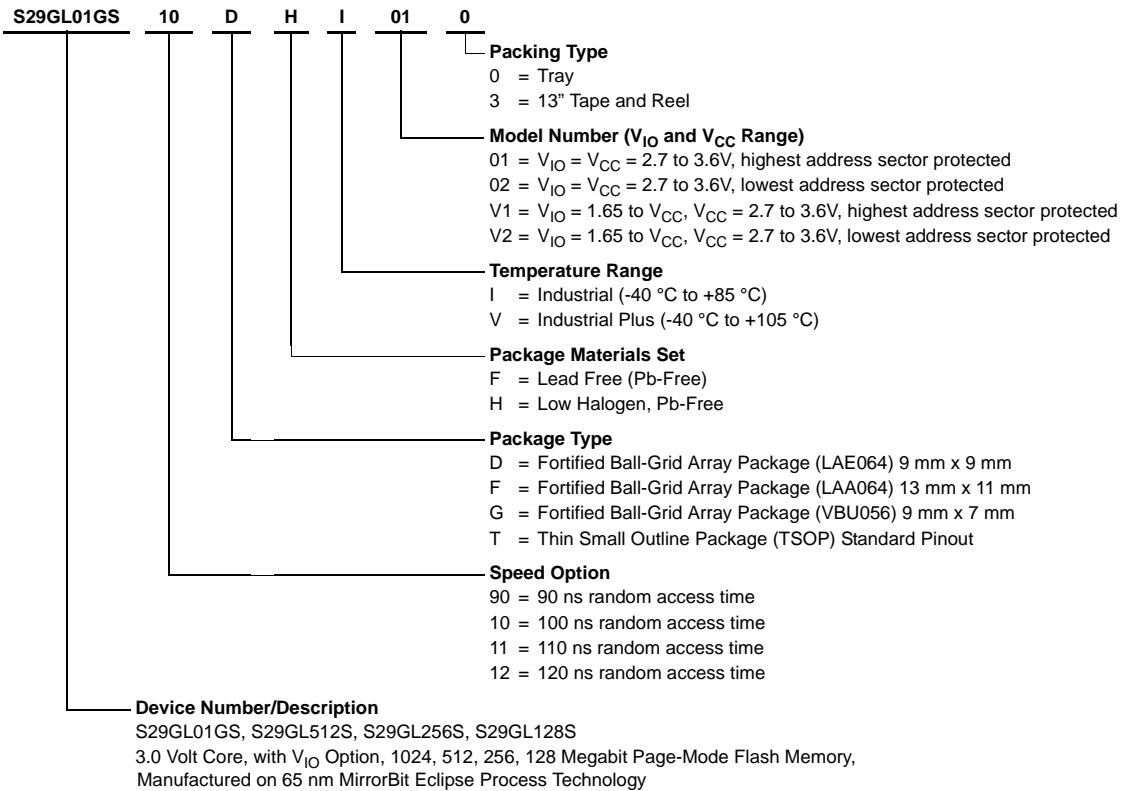 S29GL01GS 10 D H I 01 0
Packing Type
0 = Tray
3 = 13” Tape and Reel
Model Number (VIO and VCC Range)
01 = VIO = VCC = 2.7 to 3.6V, highest address sector protected
02 = VIO = VCC = 2.7 to 3.6V, lowest address sector protected
V1 = VIO = 1.65 to VCC, VCC = 2.7 to 3.6V, highest address sector protected
V2 = VIO = 1.65 to VCC, VCC = 2.7 to 3.6V, lowest address sector protected
Temperature Range
I = Industrial (-40 °C to +85 °C)
V = Industrial Plus (-40 °C to +105 °C)
Package Materials Set
F = Lead Free (Pb-Free)
H = Low Halogen, Pb-Free
Package Type
D = Fortified Ball-Grid Array Package (LAE064) 9 mm x 9 mm
F = Fortified Ball-Grid Array Package (LAA064) 13 mm x 11 mm
G = Fortified Ball-Grid Array Package (VBU056) 9 mm x 7 mm
T = Thin Small Outline Package (TSOP) Standard Pinout
Speed Option
90 = 90 ns random access time
10 = 100 ns random access time
11 = 110 ns random access time
12 = 120 ns random access time
Device Number/Description
S29GL01GS, S29GL512S, S29GL256S, S29GL128S
3.0 Volt Core, with VIO Option, 1024, 512, 256, 128 Megabit Page-Mode Flash Memory,
Manufactured on 65 nm MirrorBit Eclipse Process Technology